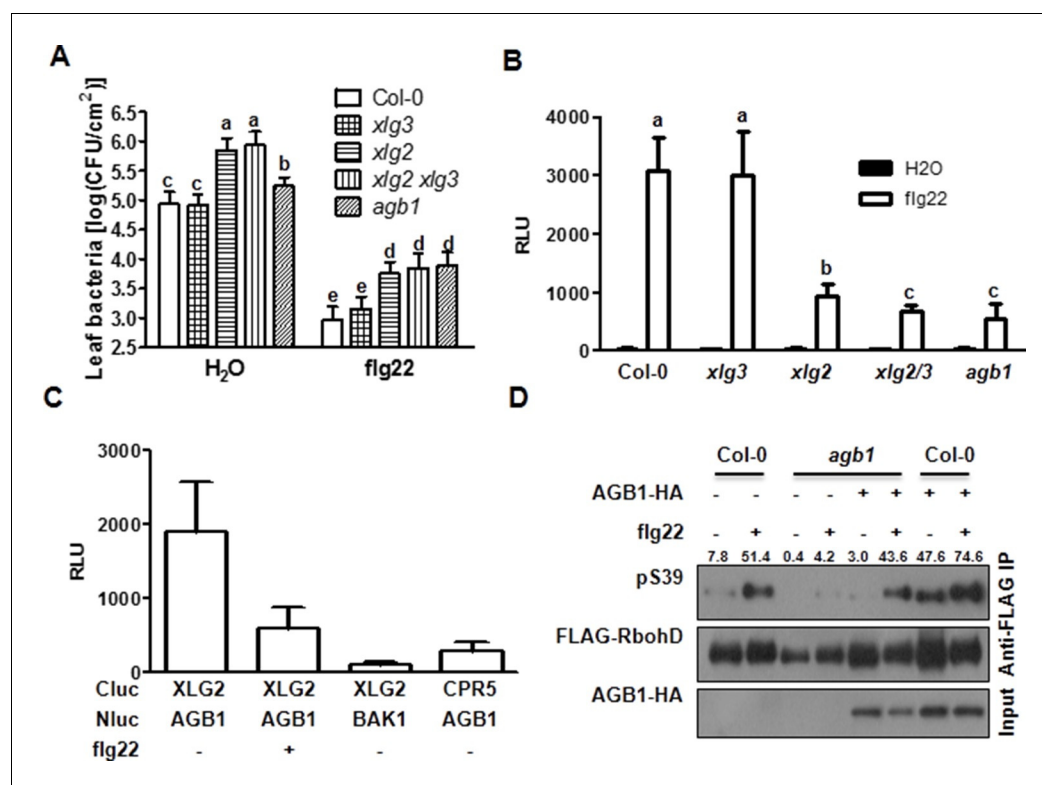 A
Leaf bacteria [log(CFU/cm²)]
6.5
6.0
5.5
5.0
4.5
4.0
3.5
3.0
2.5
c c a a b
e e d d d
H₂O flg22
Col-0
xlg3
xlg2
xlg2 xlg3
agb1
B
RLU
4000
3000
2000
1000
0
a a b c c
H2O
flg22
Col-0 xlg3 xlg2 xlg2/3 agb1
C
RLU
3000
2000
1000
0
Cluc XLG2 XLG2 XLG2 CPR5
Nluc AGB1 AGB1 BAK1 AGB1
flg22 - + - -
D
Col-0 agb1 Col-0
AGB1-HA - - - - + + + +
flg22 - + - + - + - +
7.8 51.4 0.4 4.2 3.0 43.6 47.6 74.6
pS39
FLAG-RbohD
AGB1-HA
Anti-FLAG IP
Input